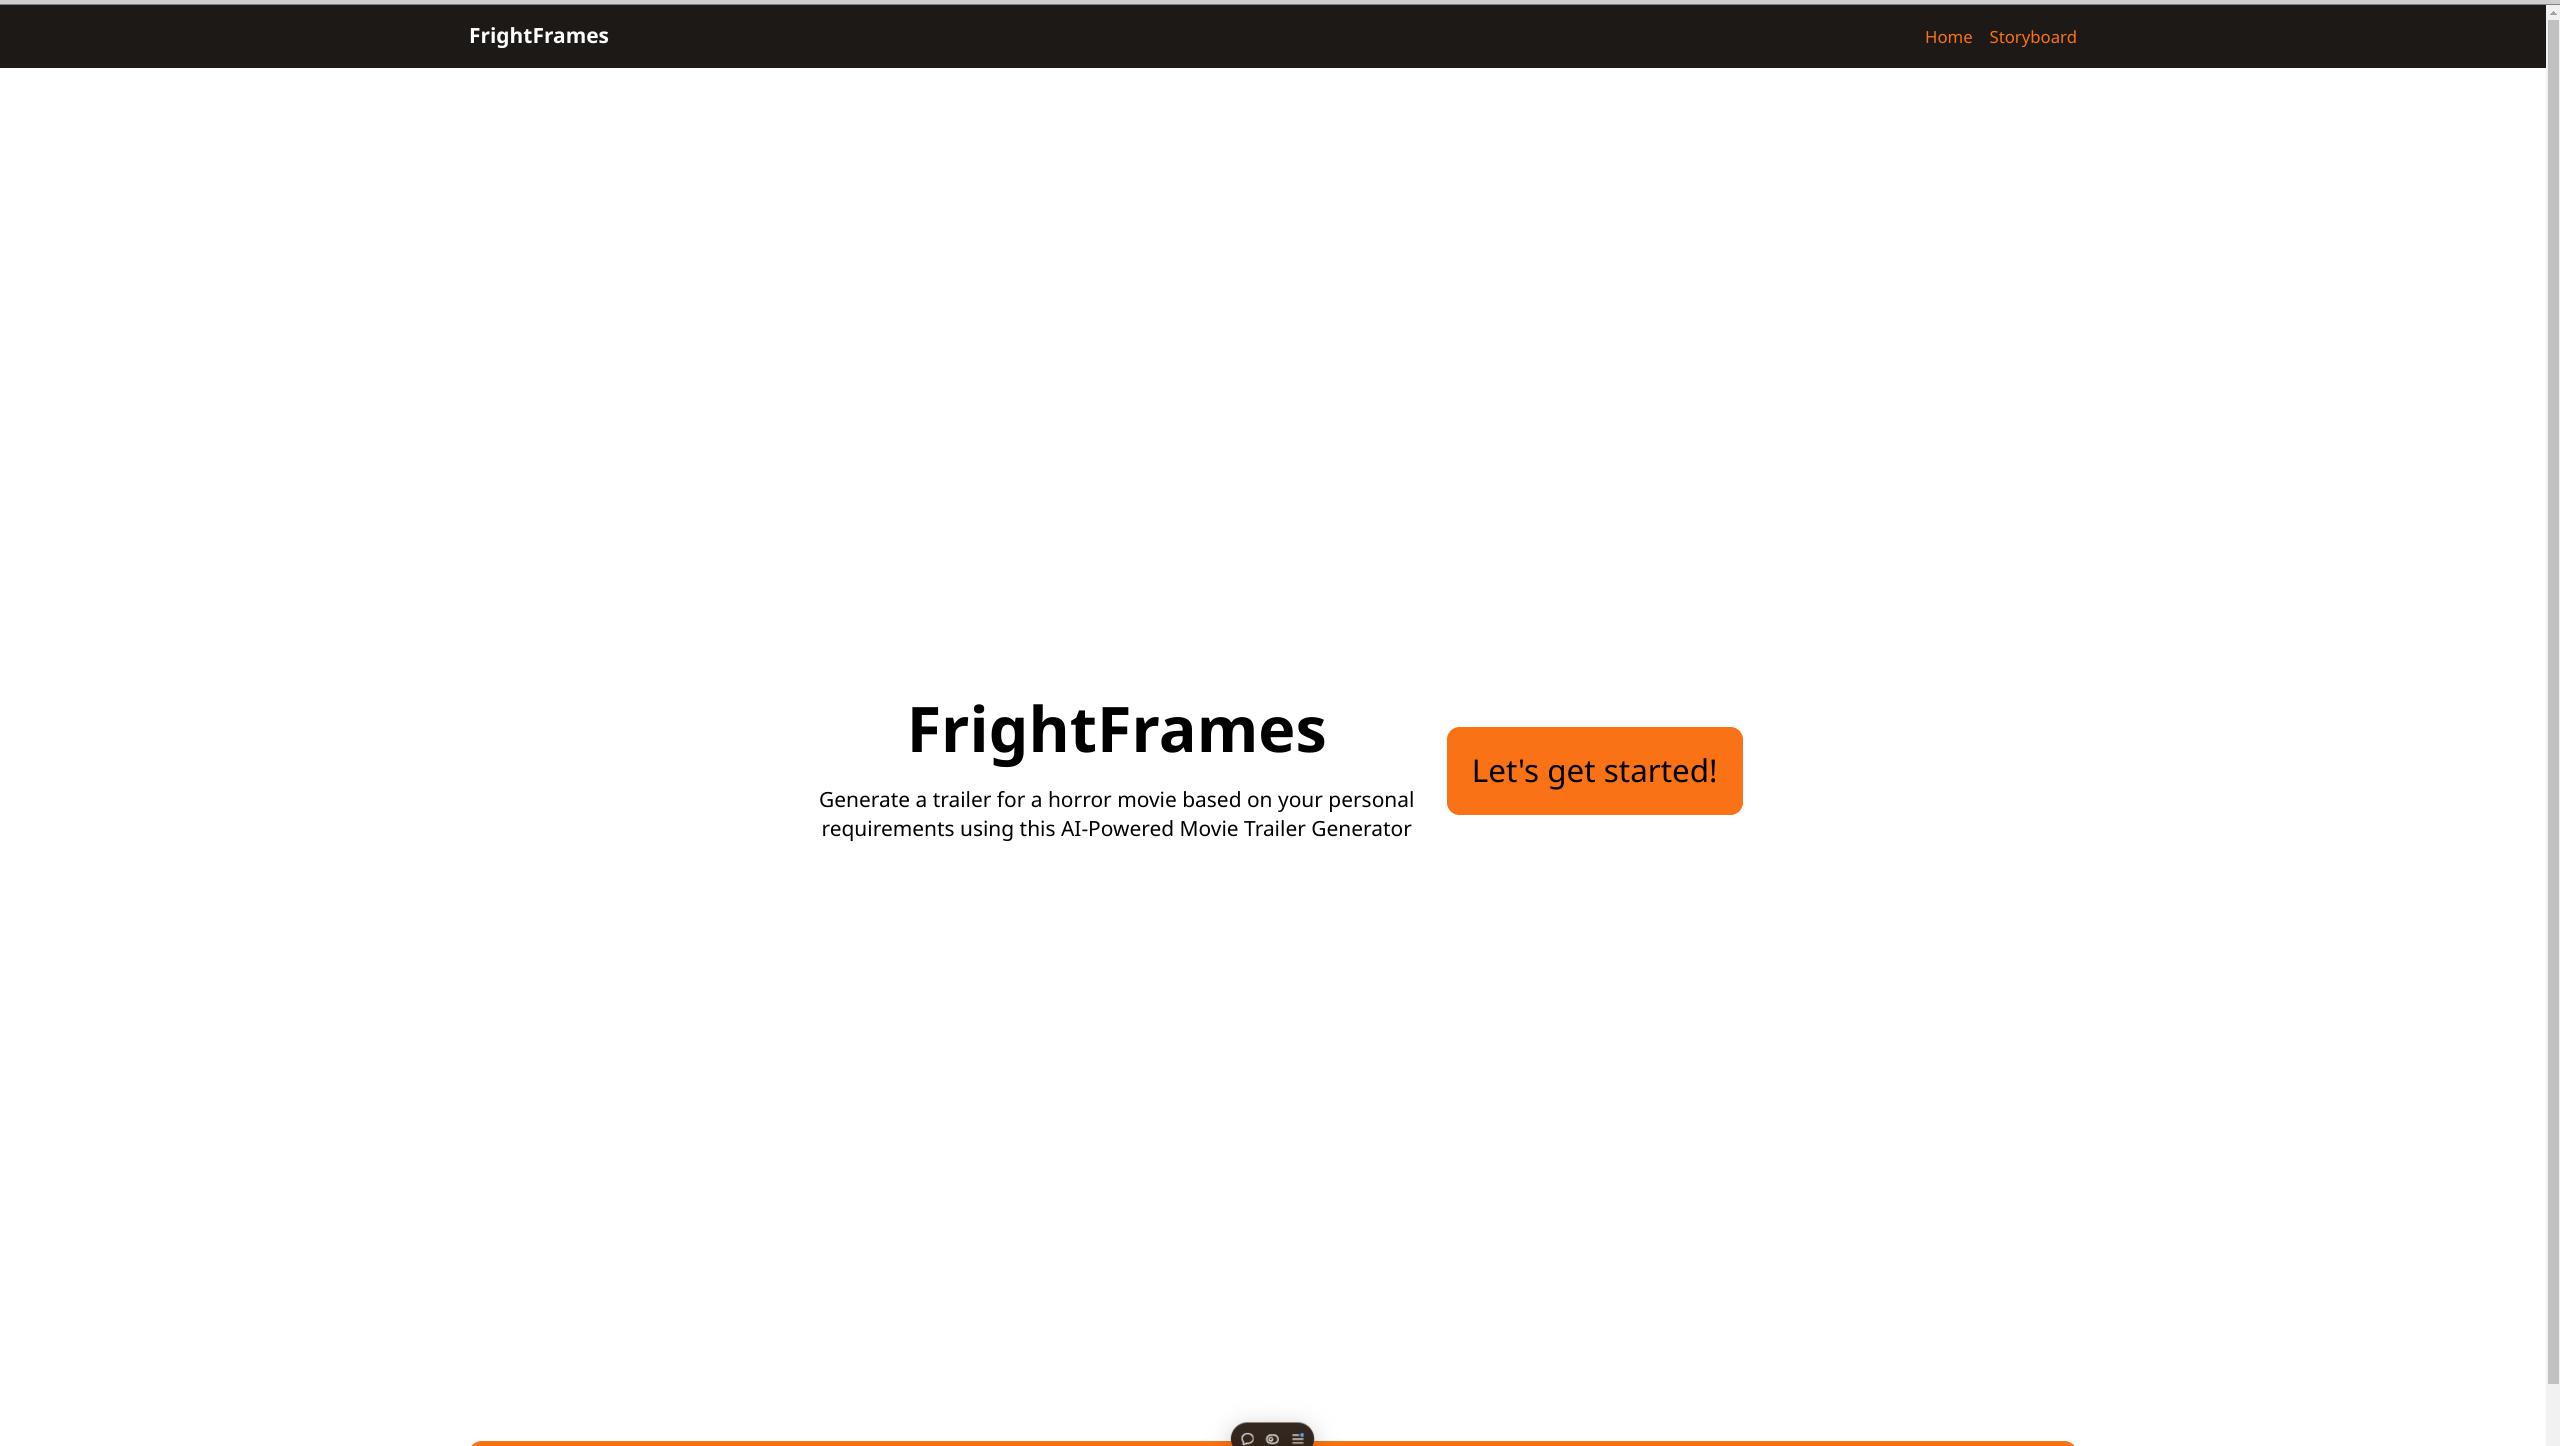 FrightFrames
Home Storyboard
FrightFrames
Generate a trailer for a horror movie based on your personal
requirements using this AI-Powered Movie Trailer Generator
Let's get started!